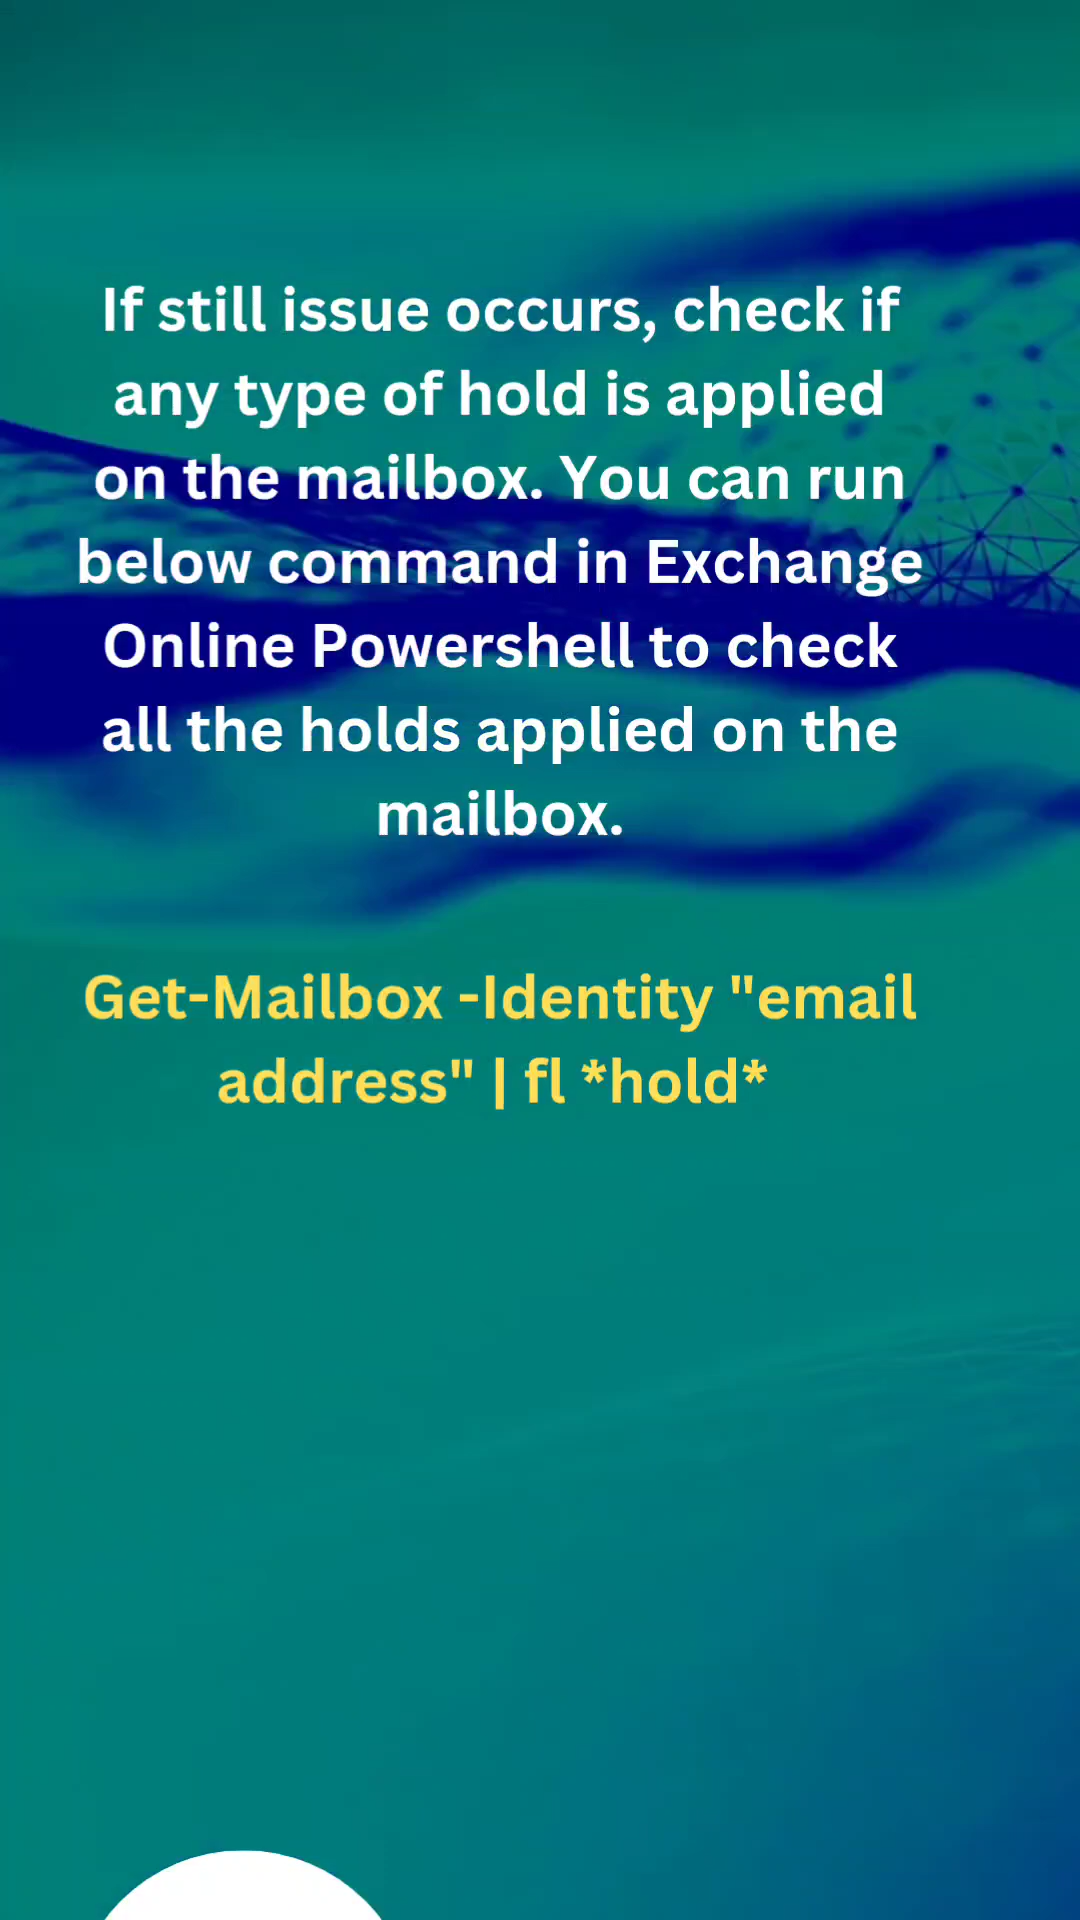 If still issue occurs, check if
any type of hold is applied
on the mailbox. You can run
below command in Exchange
Online Powershell to check
all the holds applied on the
mailbox.
Get-Mailbox -Identity "email
address" | fl *hold*